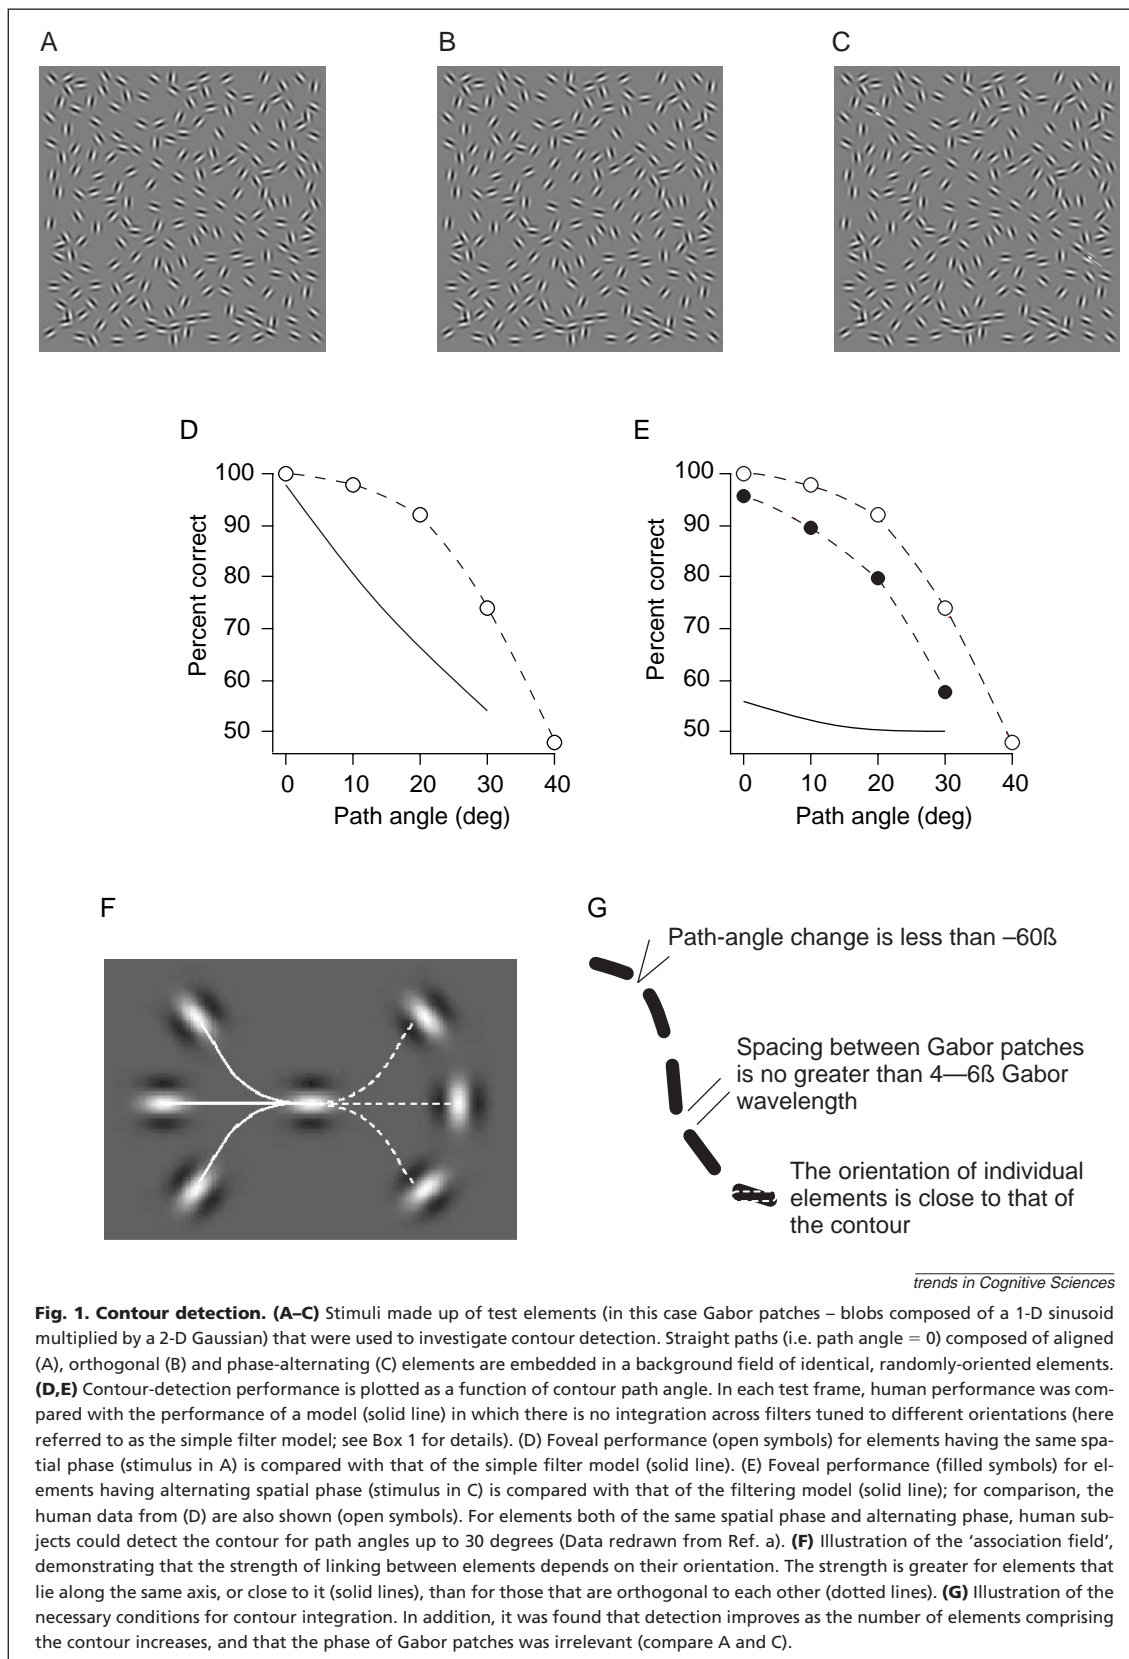 A
B
C
D
E
100
90
80
70
60
50
Percent correct
0 10 20 30 40
Path angle (deg)
100
90
80
70
60
50
Percent correct
0 10 20 30 40
Path angle (deg)
F
G
Path-angle change is less than –60ß
Spacing between Gabor patches
is no greater than 4—6ß Gabor
wavelength
The orientation of individual
elements is close to that of
the contour
trends in Cognitive Sciences
Fig. 1. Contour detection. (A–C) Stimuli made up of test elements (in this case Gabor patches – blobs composed of a 1-D sinusoid
multiplied by a 2-D Gaussian) that were used to investigate contour detection. Straight paths (i.e. path angle = 0) composed of aligned
(A), orthogonal (B) and phase-alternating (C) elements are embedded in a background field of identical, randomly-oriented elements.
(D,E) Contour-detection performance is plotted as a function of contour path angle. In each test frame, human performance was com-
pared with the performance of a model (solid line) in which there is no integration across filters tuned to different orientations (here
referred to as the simple filter model; see Box 1 for details). (D) Foveal performance (open symbols) for elements having the same spa-
tial phase (stimulus in A) is compared with that of the simple filter model (solid line). (E) Foveal performance (filled symbols) for el-
ements having alternating spatial phase (stimulus in C) is compared with that of the filtering model (solid line); for comparison, the
human data from (D) are also shown (open symbols). For elements both of the same spatial phase and alternating phase, human sub-
jects could detect the contour for path angles up to 30 degrees (Data redrawn from Ref. a). (F) Illustration of the ‘association field’,
demonstrating that the strength of linking between elements depends on their orientation. The strength is greater for elements that
lie along the same axis, or close to it (solid lines), than for those that are orthogonal to each other (dotted lines). (G) Illustration of the
necessary conditions for contour integration. In addition, it was found that detection improves as the number of elements comprising
the contour increases, and that the phase of Gabor patches was irrelevant (compare A and C).